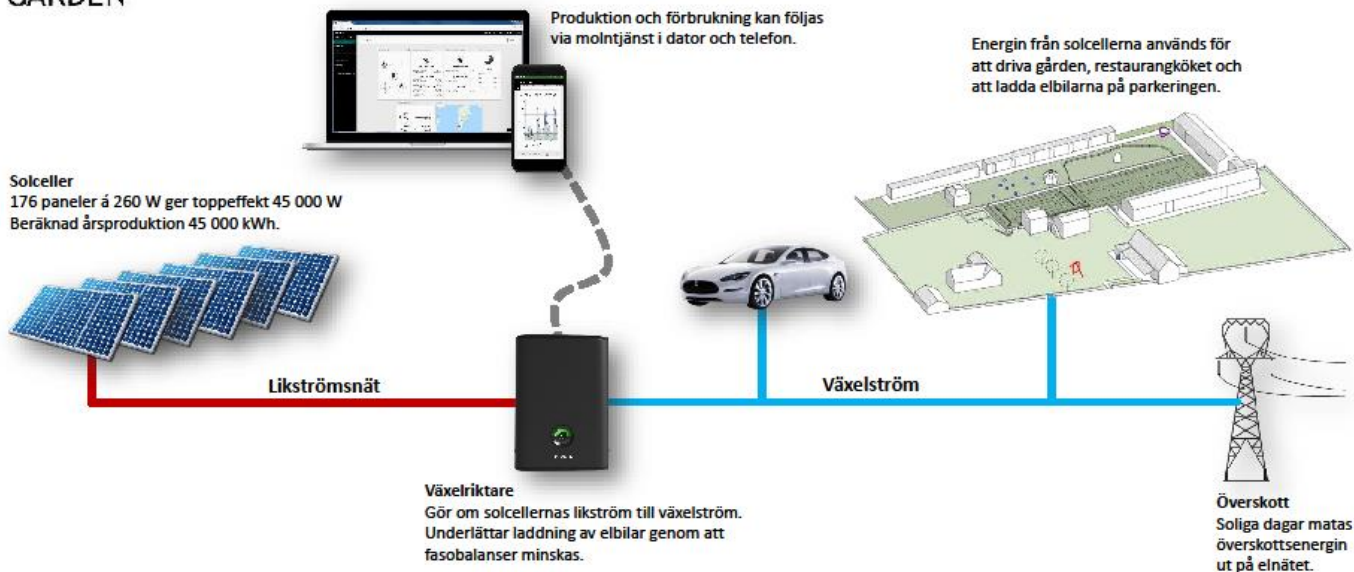 GÅRDEN
Produktion och förbrukning kan följas
via molntjänst i dator och telefon.
Energin från solcellerna används för
att driva gården, restaurangköket och
att ladda elbilarna på parkeringen.
Solceller
176 paneler á 260 W ger toppeffekt 45 000 W
Beräknad årsproduktion 45 000 kWh.
Likströmsnät
Växelström
Växelriktare
Gör om solcellernas likström till växelström.
Underlättar laddning av elbilar genom att
fasobalanser minskas.
Överskott
Soliga dagar matas
överskottsenergin
ut på elnätet.